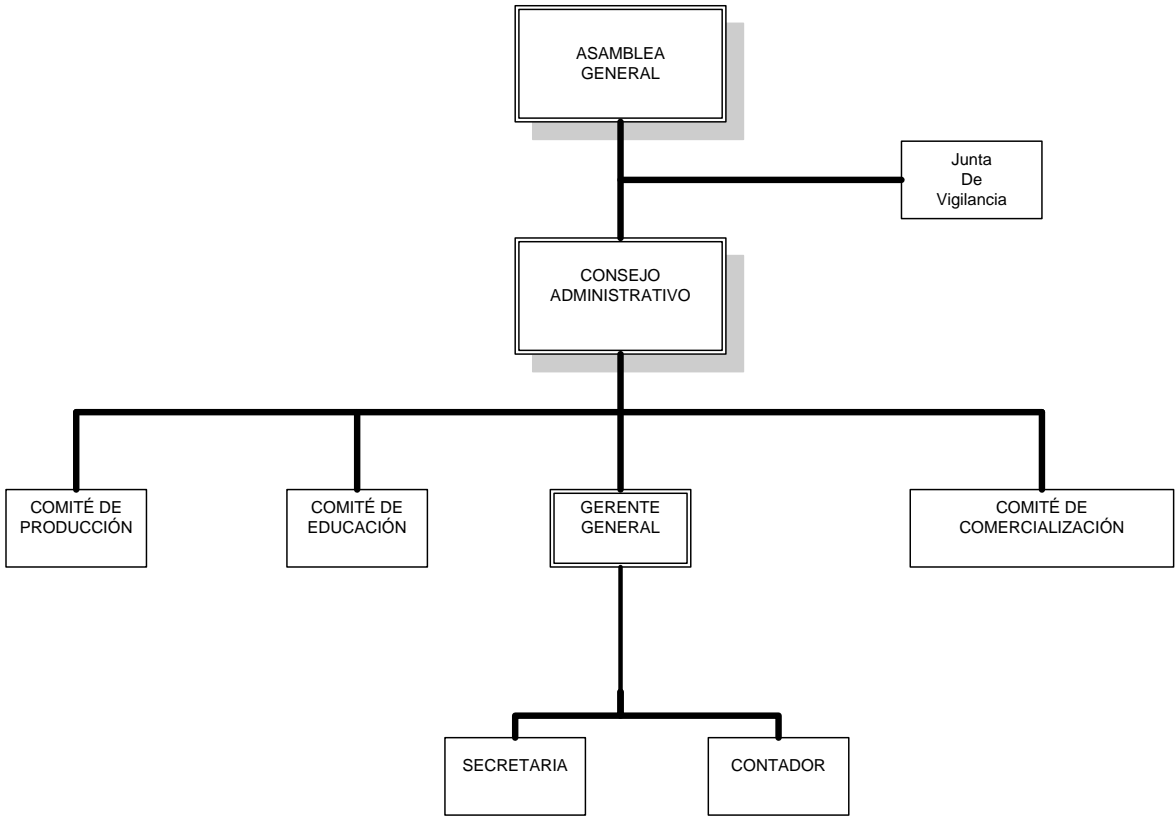 ASAMBLEA
GENERAL
Junta
De
Vigilancia
CONSEJO
ADMINISTRATIVO
COMITÉ DE
PRODUCCIÓN
COMITÉ DE
EDUCACIÓN
GERENTE
GENERAL
COMITÉ DE
COMERCIALIZACIÓN
SECRETARIA
CONTADOR